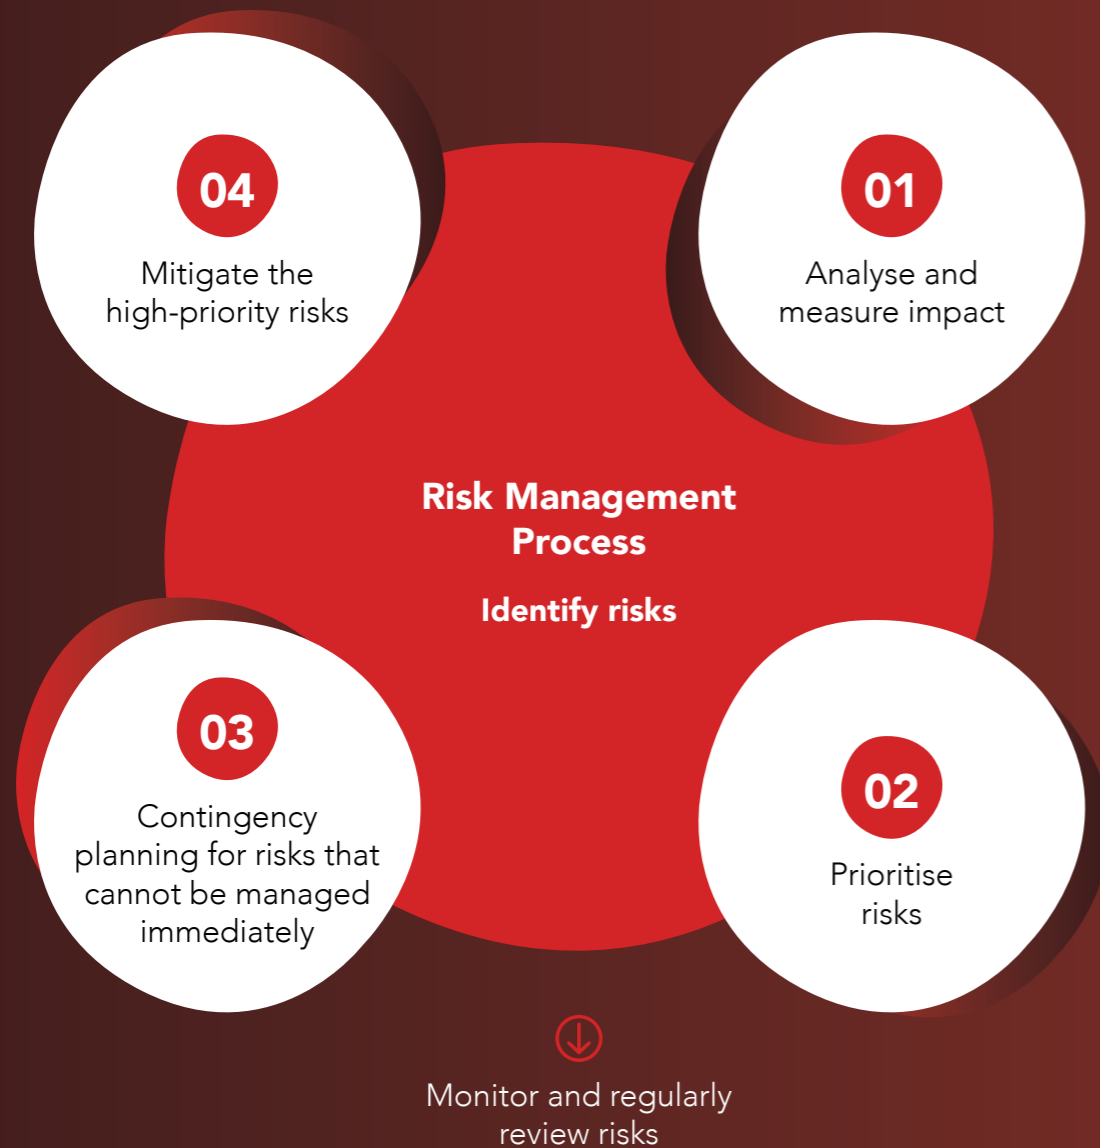 Risk Management
Process
Identify risks
01
Analyse and
measure impact
02
Prioritise
risks
03
Contingency
planning for risks that
cannot be managed
immediately
04
Mitigate the
high-priority risks
Monitor and regularly
review risks